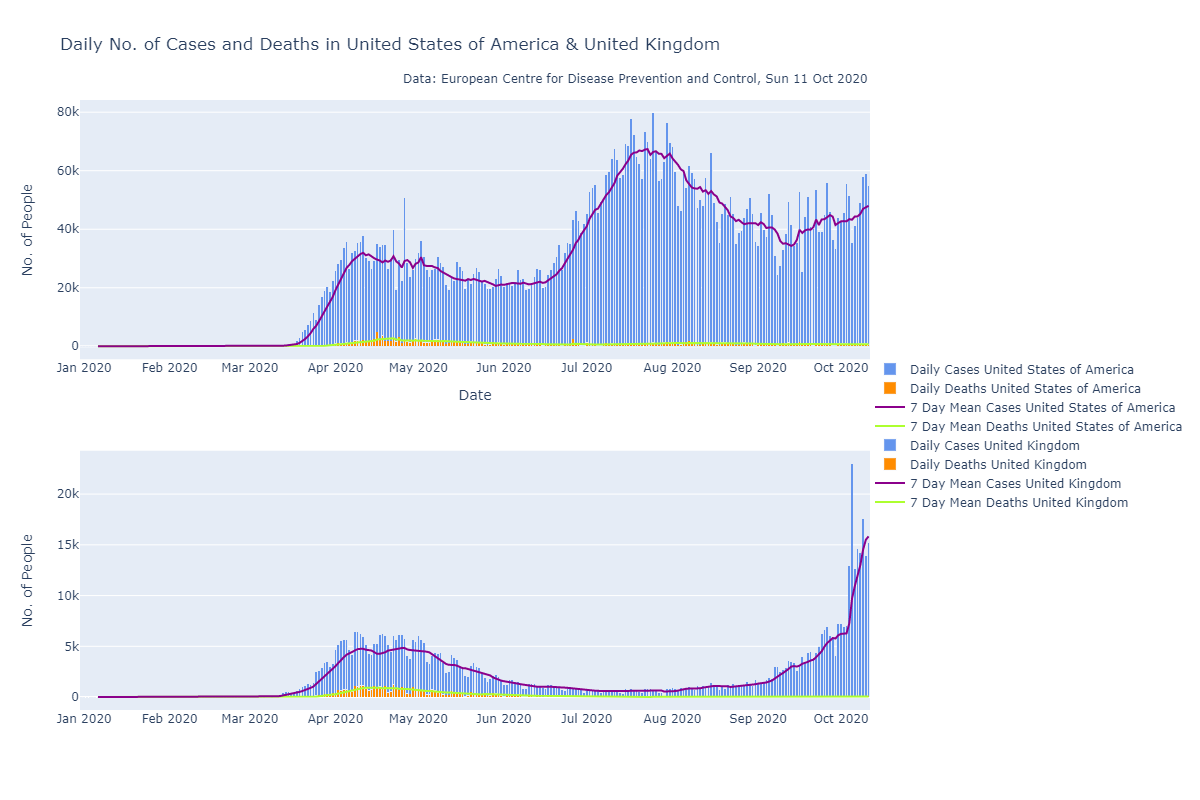 Daily No. of Cases and Deaths in United States of America & United Kingdom
Data: European Centre for Disease Prevention and Control, Sun 11 Oct 2020
80k
60k
40k
20k
0
No. of People
Jan 2020 Feb 2020 Mar 2020 Apr 2020 May 2020 Jun 2020 Jul 2020 Aug 2020 Sep 2020 Oct 2020
Date
Daily Cases United States of America
Daily Deaths United States of America
7 Day Mean Cases United States of America
7 Day Mean Deaths United States of America
Daily Cases United Kingdom
Daily Deaths United Kingdom
7 Day Mean Cases United Kingdom
7 Day Mean Deaths United Kingdom
20k
15k
10k
5k
0
No. of People
Jan 2020 Feb 2020 Mar 2020 Apr 2020 May 2020 Jun 2020 Jul 2020 Aug 2020 Sep 2020 Oct 2020